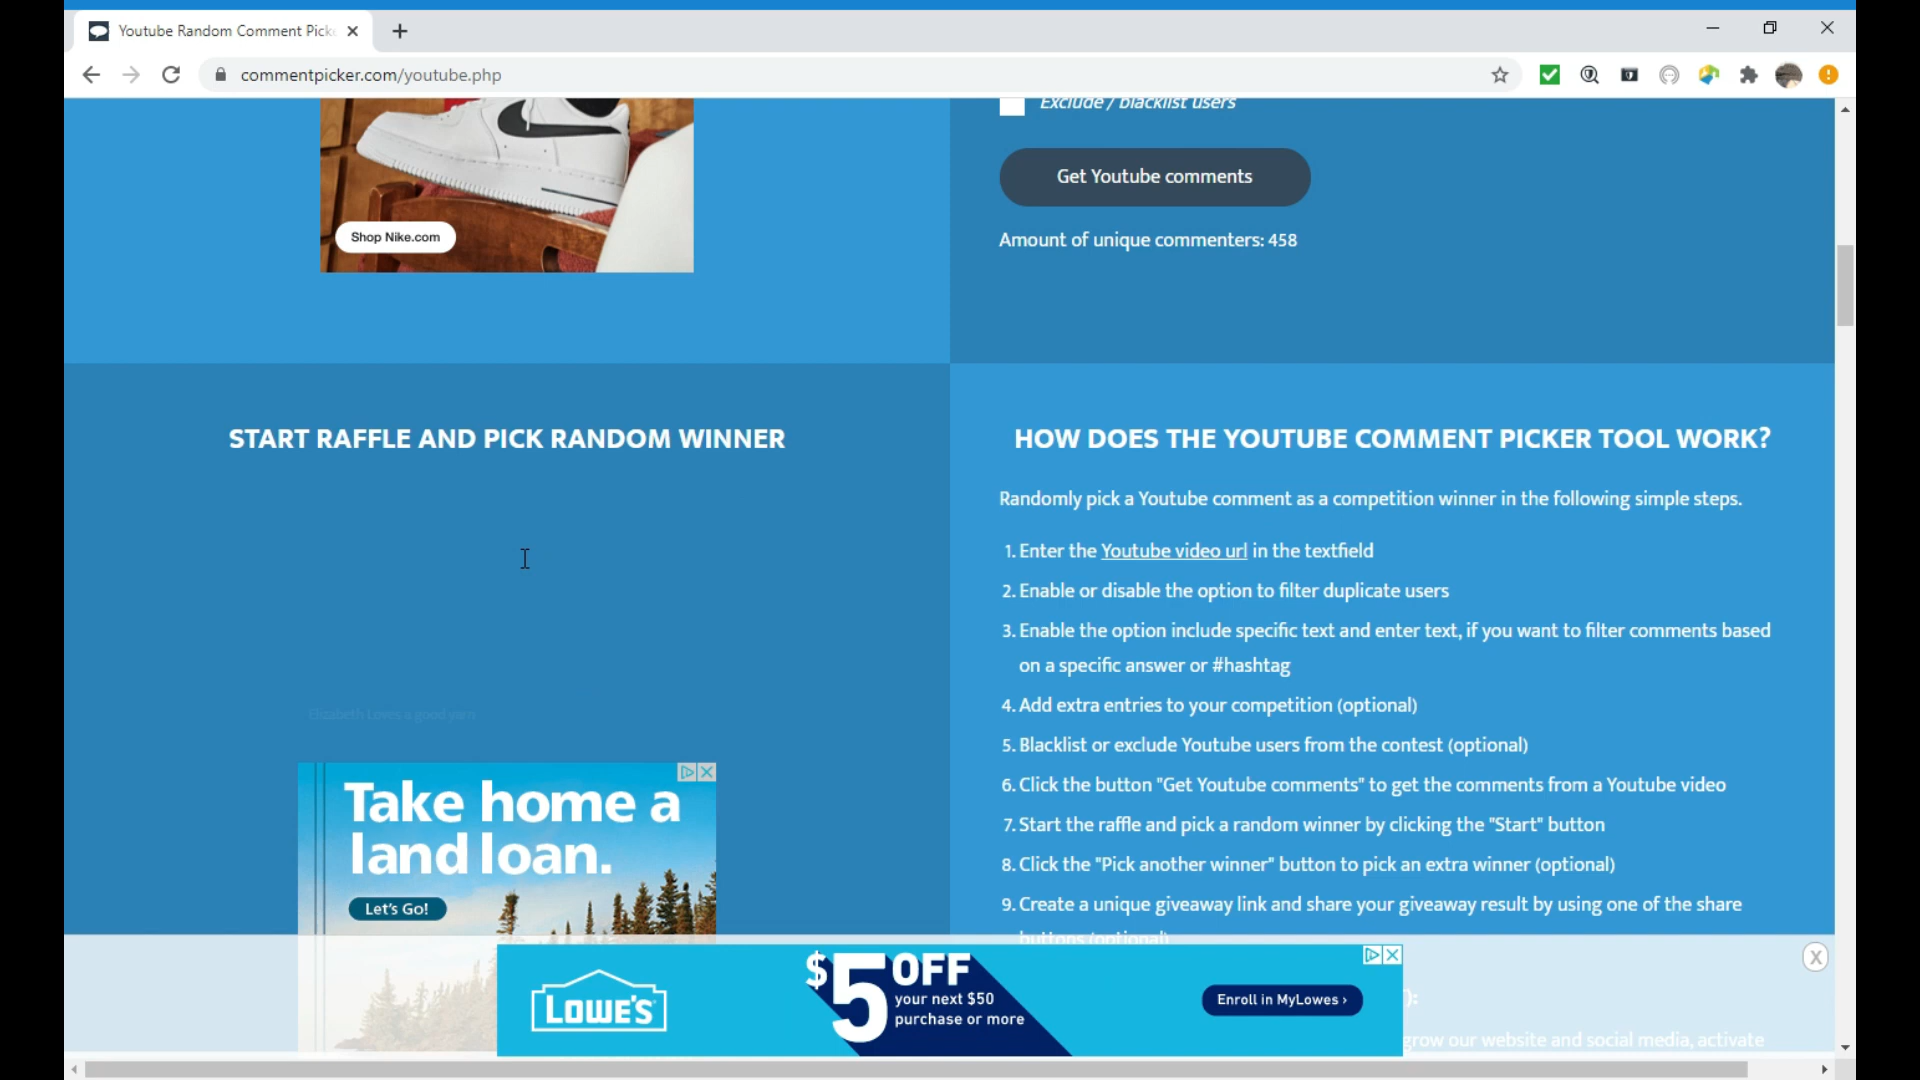 Youtube Random Comment Pick
commentpicker.com/youtube.php
Exclude / blacklist users
Get Youtube comments
Shop Nike.com
Amount of unique commenters: 458
START RAFFLE AND PICK RANDOM WINNER
HOW DOES THE YOUTUBE COMMENT PICKER TOOL WORK?
Randomly pick a Youtube comment as a competition winner in the following simple steps.
1. Enter the Youtube video url in the textfield
2. Enable or disable the option to filter duplicate users
3. Enable the option include specific text and enter text, if you want to filter comments based
on a specific answer or #hashtag
4. Add extra entries to your competition (optional)
Elizabeth Loves a good yarn
5. Blacklist or exclude Youtube users from the contest (optional)
6. Click the button "Get Youtube comments" to get the comments from a Youtube video
7. Start the raffle and pick a random winner by clicking the "Start" button
8. Click the "Pick another winner" button to pick an extra winner (optional)
9. Create a unique giveaway link and share your giveaway result by using one of the share
buttons (optional)
Take home a
land loan.
Let's Go!
LOWE'S
$5 OFF
your next $50
purchase or more
Enroll in MyLowes ›
X
):
grow our website and social media, activate